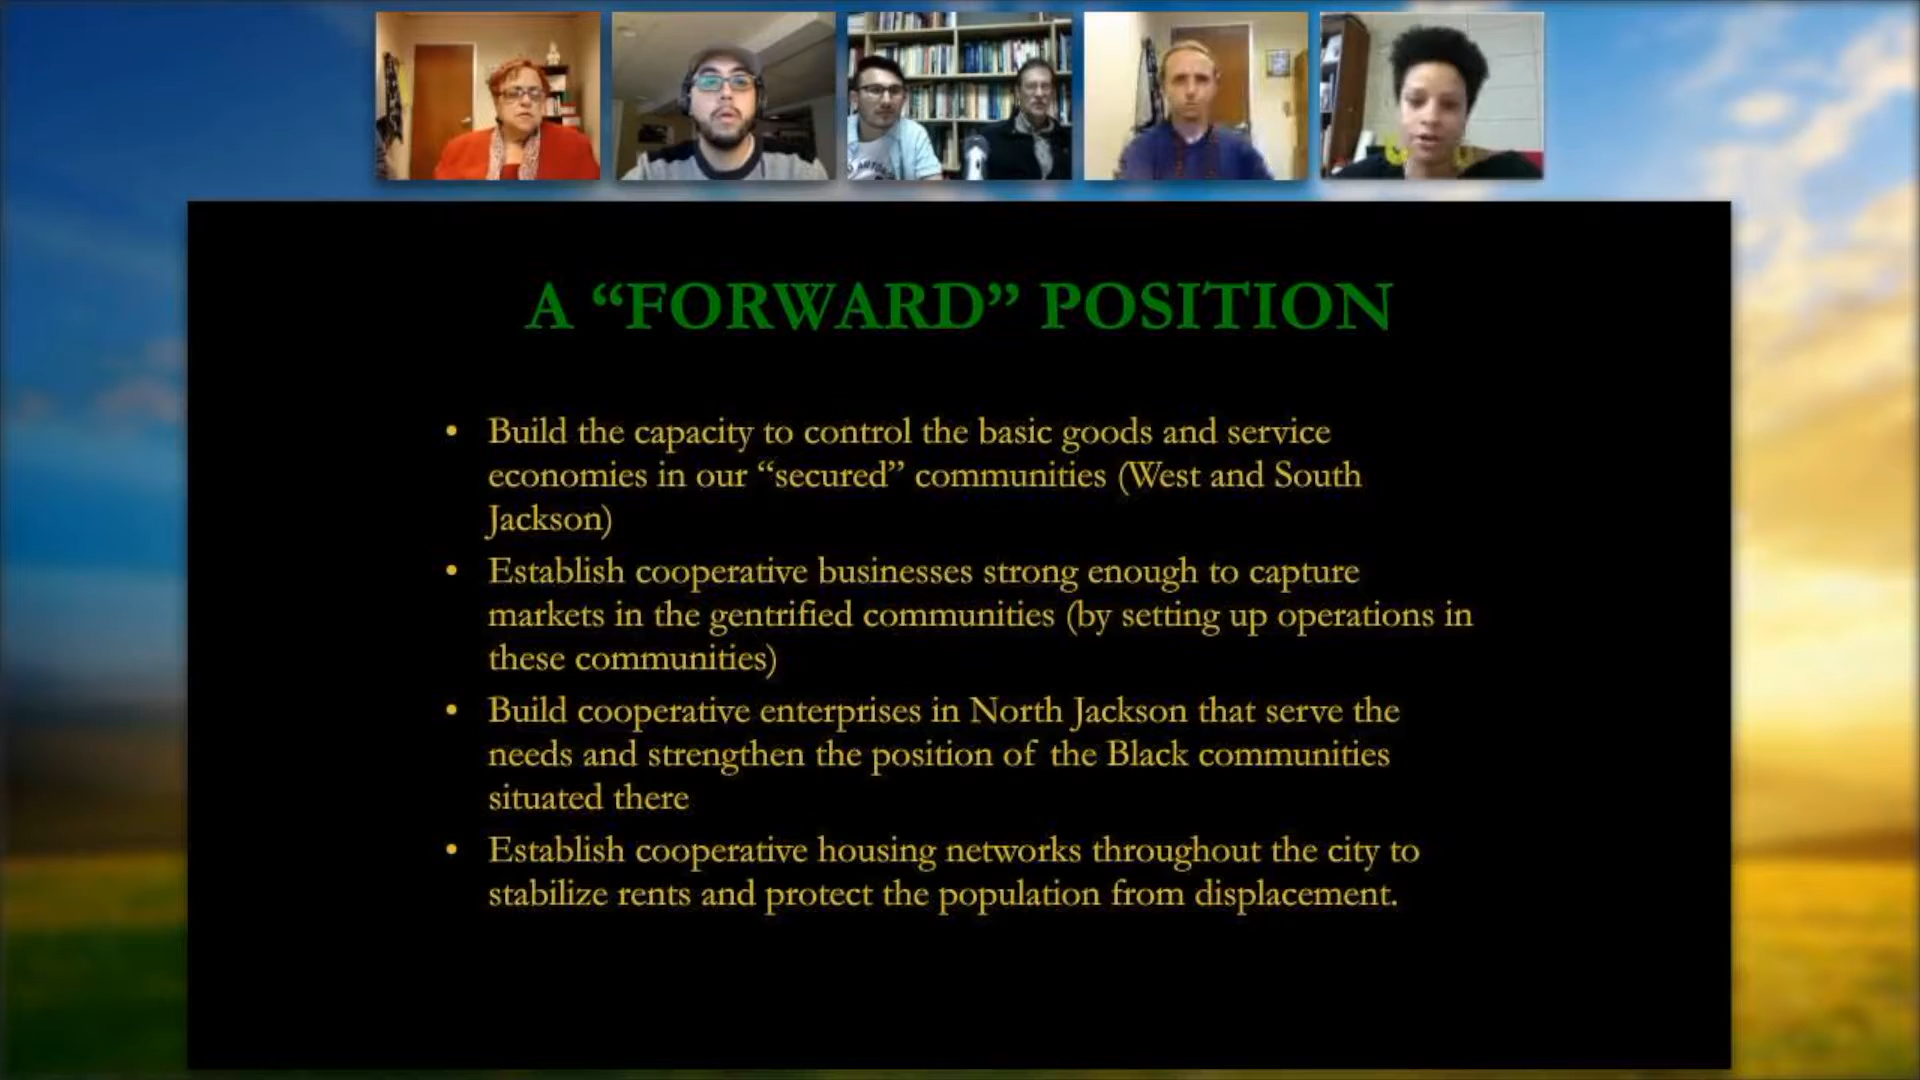 A “FORWARD” POSITION
• Build the capacity to control the basic goods and service
economies in our “secured” communities (West and South
Jackson)
• Establish cooperative businesses strong enough to capture
markets in the gentrified communities (by setting up operations in
these communities)
• Build cooperative enterprises in North Jackson that serve the
needs and strengthen the position of the Black communities
situated there
• Establish cooperative housing networks throughout the city to
stabilize rents and protect the population from displacement.